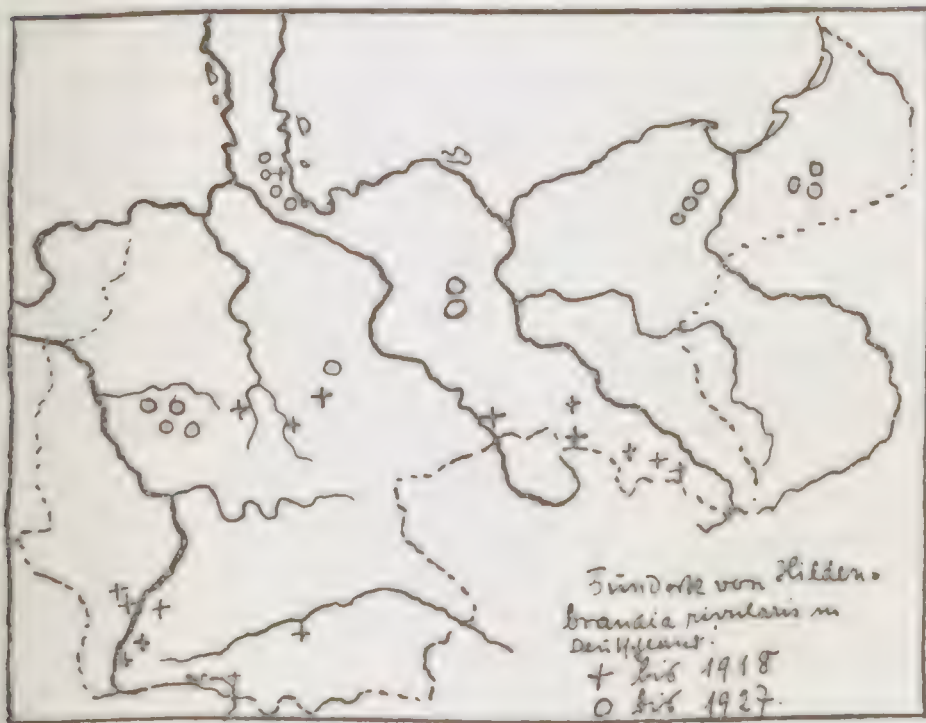 Fundorte von Hilden-
brandia rivularis in
Deutschland.
+ bis 1918
o bis 1927.